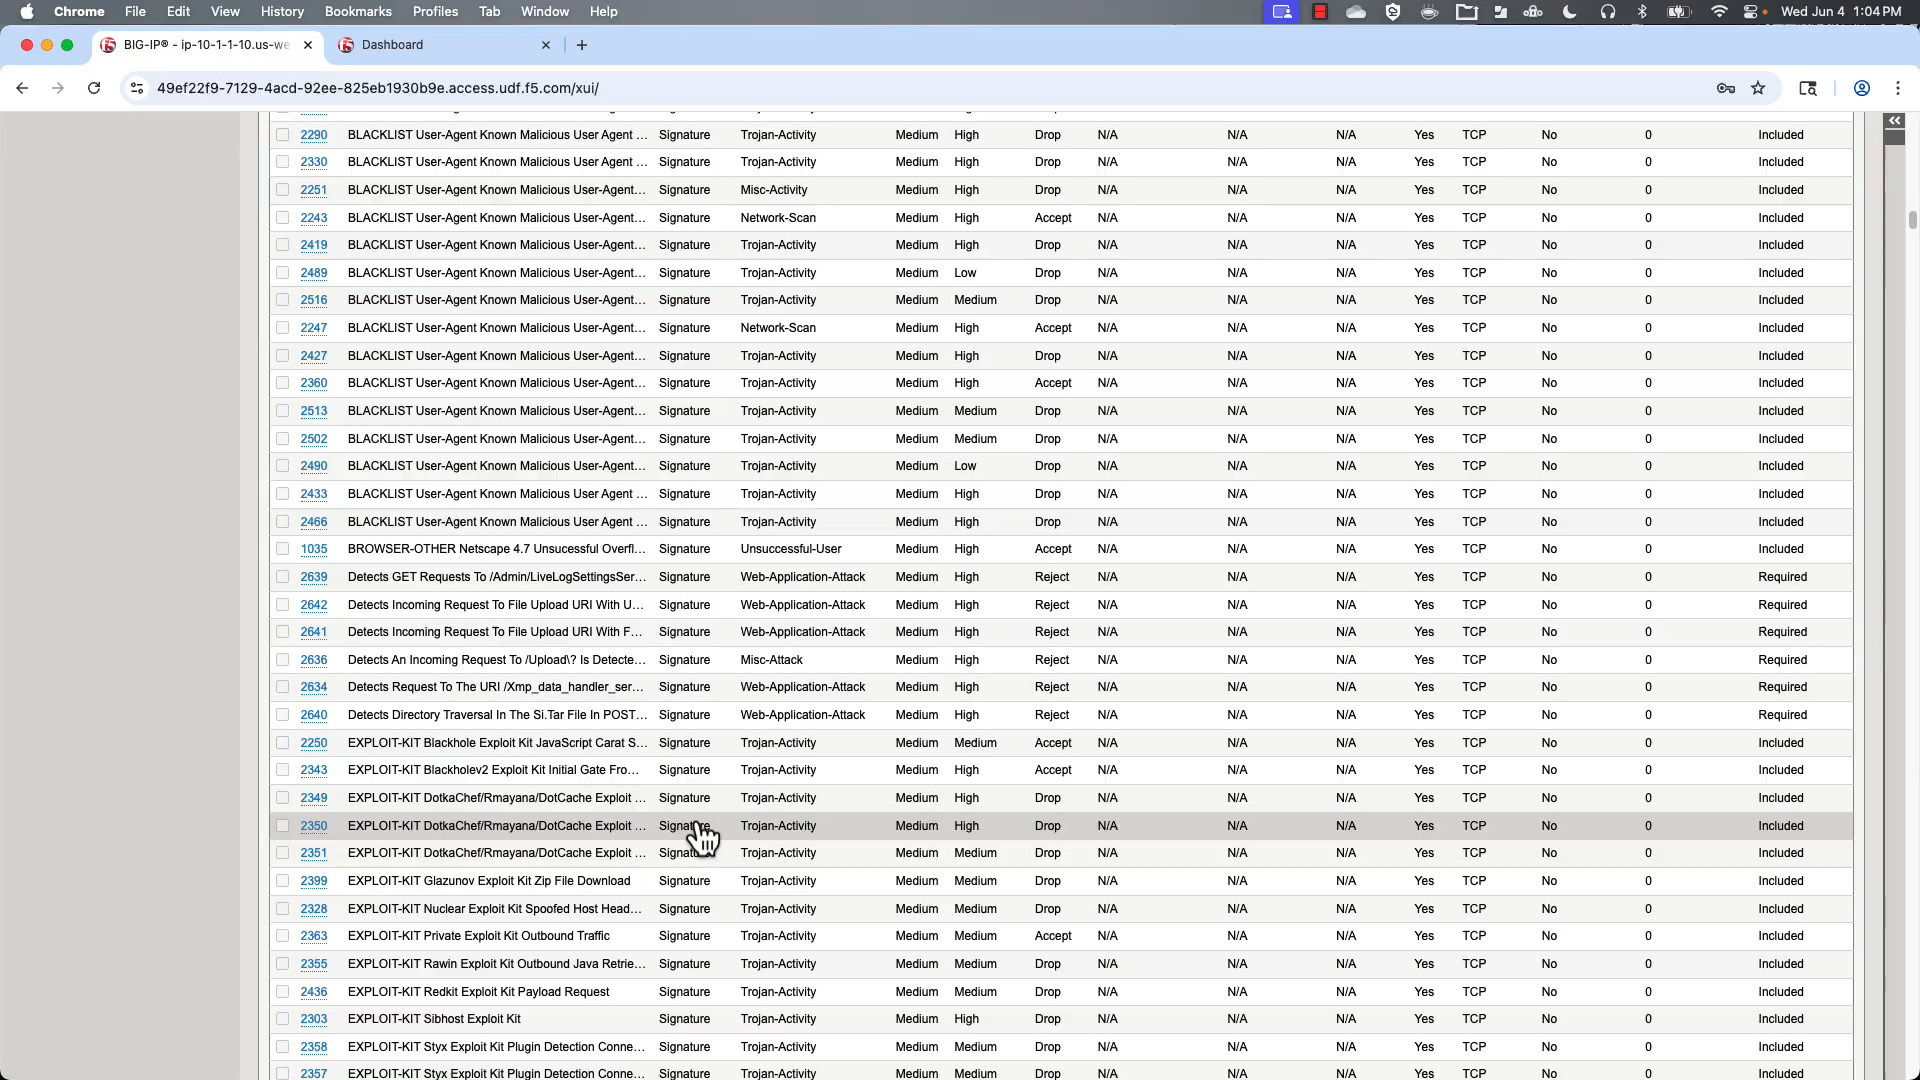 Chrome File Edit View History Bookmarks Profiles Tab Window Help Wed Jun 4 1:04 PM
BIG-IP® - ip-10-1-1-10.us-we Dashboard
49ef22f9-7129-4acd-92ee-825eb1930b9e.access.udf.f5.com/xui/
2290 BLACKLIST User-Agent Known Malicious User Agent ... Signature Trojan-Activity Medium High Drop N/A N/A N/A Yes TCP No 0 Included
2330 BLACKLIST User-Agent Known Malicious User Agent ... Signature Trojan-Activity Medium High Drop N/A N/A N/A Yes TCP No 0 Included
2251 BLACKLIST User-Agent Known Malicious User-Agent... Signature Misc-Activity Medium High Drop N/A N/A N/A Yes TCP No 0 Included
2243 BLACKLIST User-Agent Known Malicious User-Agent... Signature Network-Scan Medium High Accept N/A N/A N/A Yes TCP No 0 Included
2419 BLACKLIST User-Agent Known Malicious User-Agent... Signature Trojan-Activity Medium High Drop N/A N/A N/A Yes TCP No 0 Included
2489 BLACKLIST User-Agent Known Malicious User-Agent... Signature Trojan-Activity Medium Low Drop N/A N/A N/A Yes TCP No 0 Included
2516 BLACKLIST User-Agent Known Malicious User-Agent... Signature Trojan-Activity Medium Medium Drop N/A N/A N/A Yes TCP No 0 Included
2247 BLACKLIST User-Agent Known Malicious User-Agent... Signature Network-Scan Medium High Accept N/A N/A N/A Yes TCP No 0 Included
2427 BLACKLIST User-Agent Known Malicious User-Agent... Signature Trojan-Activity Medium High Drop N/A N/A N/A Yes TCP No 0 Included
2360 BLACKLIST User-Agent Known Malicious User-Agent... Signature Trojan-Activity Medium High Accept N/A N/A N/A Yes TCP No 0 Included
2513 BLACKLIST User-Agent Known Malicious User-Agent... Signature Trojan-Activity Medium Medium Drop N/A N/A N/A Yes TCP No 0 Included
2502 BLACKLIST User-Agent Known Malicious User-Agent... Signature Trojan-Activity Medium Medium Drop N/A N/A N/A Yes TCP No 0 Included
2490 BLACKLIST User-Agent Known Malicious User-Agent... Signature Trojan-Activity Medium Low Drop N/A N/A N/A Yes TCP No 0 Included
2433 BLACKLIST User-Agent Known Malicious User Agent ... Signature Trojan-Activity Medium High Drop N/A N/A N/A Yes TCP No 0 Included
2466 BLACKLIST User-Agent Known Malicious User Agent ... Signature Trojan-Activity Medium High Drop N/A N/A N/A Yes TCP No 0 Included
1035 BROWSER-OTHER Netscape 4.7 Unsucessful Overfl... Signature Unsuccessful-User Medium High Accept N/A N/A N/A Yes TCP No 0 Included
2639 Detects GET Requests To /Admin/LiveLogSettingsSer... Signature Web-Application-Attack Medium High Reject N/A N/A N/A Yes TCP No 0 Required
2642 Detects Incoming Request To File Upload URI With U... Signature Web-Application-Attack Medium High Reject N/A N/A N/A Yes TCP No 0 Required
2641 Detects Incoming Request To File Upload URI With F... Signature Web-Application-Attack Medium High Reject N/A N/A N/A Yes TCP No 0 Required
2636 Detects An Incoming Request To /Upload\? Is Detecte... Signature Misc-Attack Medium High Reject N/A N/A N/A Yes TCP No 0 Required
2634 Detects Request To The URI /Xmp_data_handler_ser... Signature Web-Application-Attack Medium High Reject N/A N/A N/A Yes TCP No 0 Required
2640 Detects Directory Traversal In The Si.Tar File In POST... Signature Web-Application-Attack Medium High Reject N/A N/A N/A Yes TCP No 0 Required
2250 EXPLOIT-KIT Blackhole Exploit Kit JavaScript Carat S... Signature Trojan-Activity Medium Medium Accept N/A N/A N/A Yes TCP No 0 Included
2343 EXPLOIT-KIT Blackholev2 Exploit Kit Initial Gate Fro... Signature Trojan-Activity Medium High Accept N/A N/A N/A Yes TCP No 0 Included
2349 EXPLOIT-KIT DotkaChef/Rmayana/DotCache Exploit ... Signature Trojan-Activity Medium High Drop N/A N/A N/A Yes TCP No 0 Included
2350 EXPLOIT-KIT DotkaChef/Rmayana/DotCache Exploit ... Signature Trojan-Activity Medium High Drop N/A N/A N/A Yes TCP No 0 Included
2351 EXPLOIT-KIT DotkaChef/Rmayana/DotCache Exploit ... Signature Trojan-Activity Medium Medium Drop N/A N/A N/A Yes TCP No 0 Included
2399 EXPLOIT-KIT Glazunov Exploit Kit Zip File Download Signature Trojan-Activity Medium Medium Drop N/A N/A N/A Yes TCP No 0 Included
2328 EXPLOIT-KIT Nuclear Exploit Kit Spoofed Host Head... Signature Trojan-Activity Medium Medium Drop N/A N/A N/A Yes TCP No 0 Included
2363 EXPLOIT-KIT Private Exploit Kit Outbound Traffic Signature Trojan-Activity Medium Medium Accept N/A N/A N/A Yes TCP No 0 Included
2355 EXPLOIT-KIT Rawin Exploit Kit Outbound Java Retrie... Signature Trojan-Activity Medium Medium Drop N/A N/A N/A Yes TCP No 0 Included
2436 EXPLOIT-KIT Redkit Exploit Kit Payload Request Signature Trojan-Activity Medium Medium Drop N/A N/A N/A Yes TCP No 0 Included
2303 EXPLOIT-KIT Sibhost Exploit Kit Signature Trojan-Activity Medium High Drop N/A N/A N/A Yes TCP No 0 Included
2358 EXPLOIT-KIT Styx Exploit Kit Plugin Detection Conne... Signature Trojan-Activity Medium Medium Drop N/A N/A N/A Yes TCP No 0 Included
2357 EXPLOIT-KIT Styx Exploit Kit Plugin Detection Conne... Signature Trojan-Activity Medium Medium Drop N/A N/A N/A Yes TCP No 0 Included